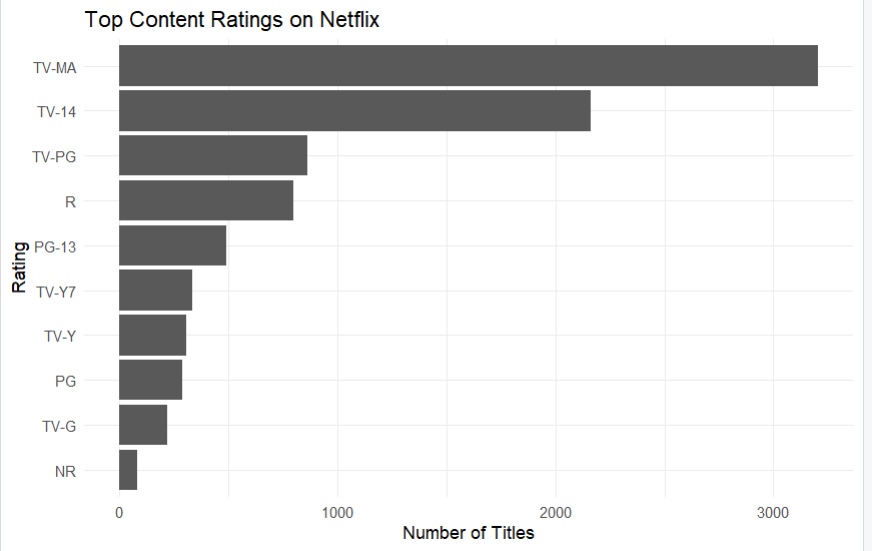 Top Content Ratings on Netflix
Rating
TV-MA
TV-14
TV-PG
R
PG-13
TV-Y7
TV-Y
PG
TV-G
NR
0 1000 2000 3000
Number of Titles